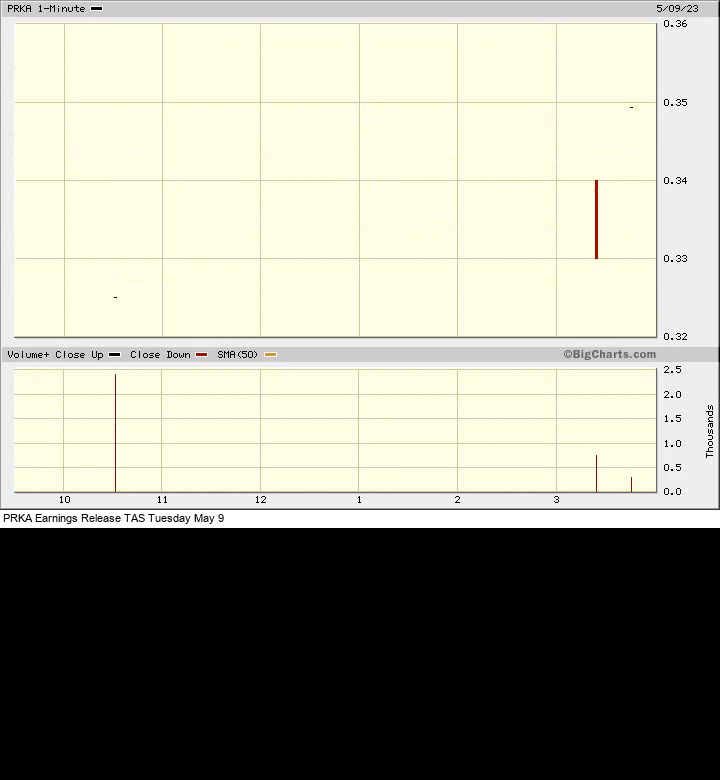 PRKA 1-Minute 5/09/23
0.36
0.35
0.34
0.33
0.32
Volume+ Close Up Close Down SMA(50) ©BigCharts.com
2.5
2.0
1.5
1.0
0.5
0.0
Thousands
10 11 12 1 2 3
PRKA Earnings Release TAS Tuesday May 9